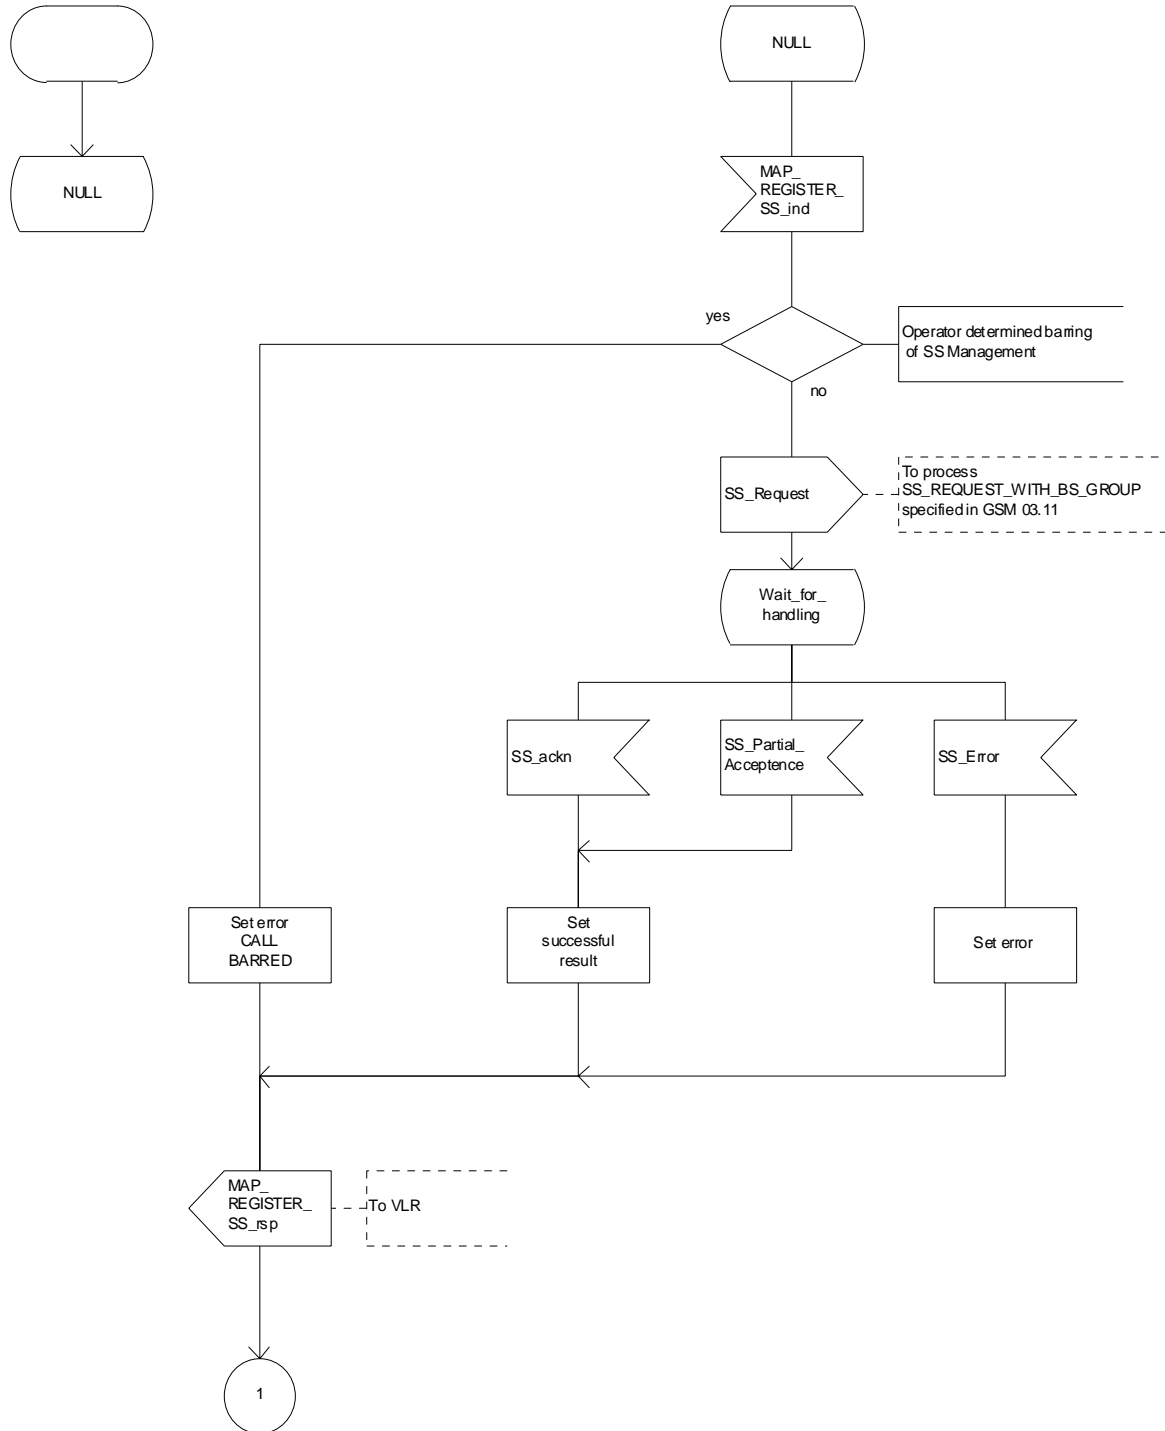 NULL
NULL
MAP_
REGISTER_
SS_ind
yes
Operator determined barring
of SS Management
no
SS_Request
To process
SS_REQUEST_WITH_BS_GROUP
specified in GSM 03.11
Wait_for_
handling
SS_ackn
SS_Partial_
Acceptence
SS_Error
Set error
CALL
BARRED
Set
successful
result
Set error
MAP_
REGISTER_
SS_rsp
To VLR
1